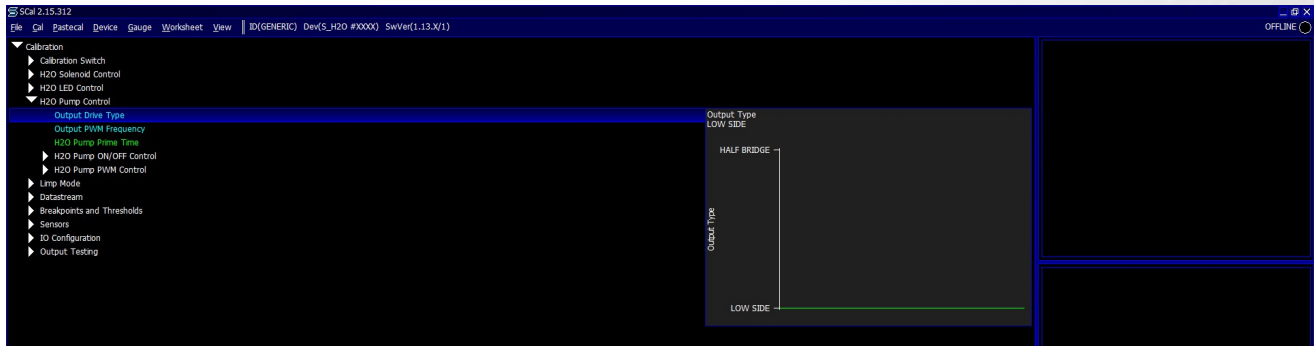 SCal 2.15.312
File Cal Pastecal Device Gauge Worksheet View ID(GENERIC) Dev(S_H2O #XXXX) SwVer(1.13.X/1) OFFLINE
Calibration
Calibration Switch
H2O Solenoid Control
H2O LED Control
H2O Pump Control
Output Drive Type
Output PWM Frequency
H2O Pump Prime Time
H2O Pump ON/OFF Control
H2O Pump PWM Control
Limp Mode
Datastream
Breakpoints and Thresholds
Sensors
IO Configuration
Output Testing
Output Type
LOW SIDE
HALF BRIDGE
Output Type
LOW SIDE